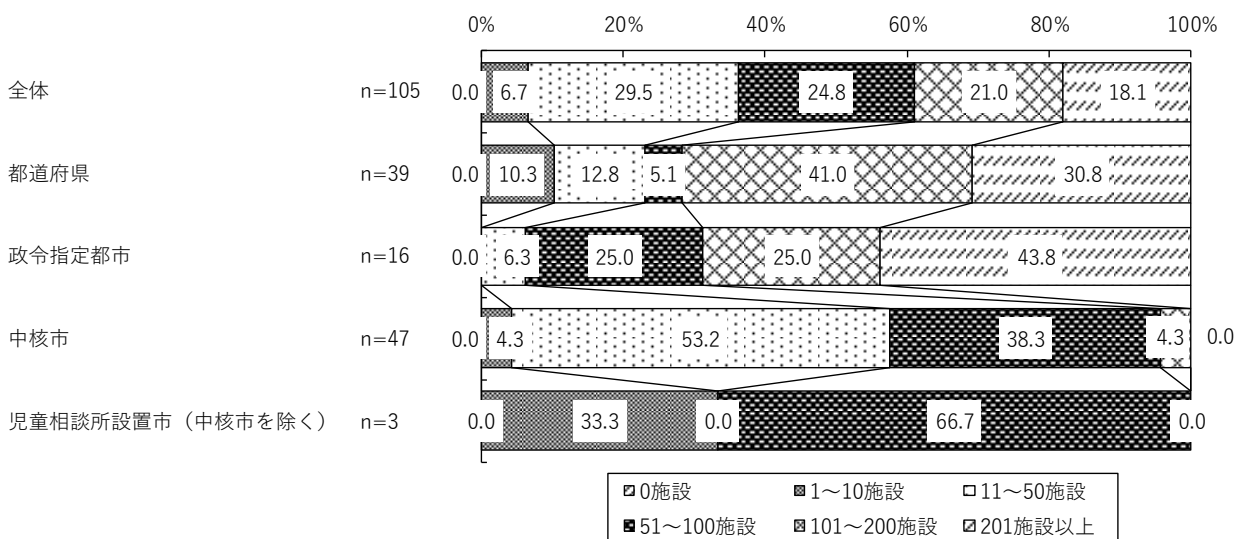 0% 20% 40% 60% 80% 100%
全体 n=105 0.0 6.7 29.5 24.8 21.0 18.1
都道府県 n=39 0.0 10.3 12.8 5.1 41.0 30.8
政令指定都市 n=16 0.0 6.3 25.0 25.0 43.8
中核市 n=47 0.0 4.3 53.2 38.3 4.3 0.0
児童相談所設置市（中核市を除く） n=3 0.0 33.3 0.0 66.7 0.0
0施設 1～10施設 11～50施設
51～100施設 101～200施設 201施設以上